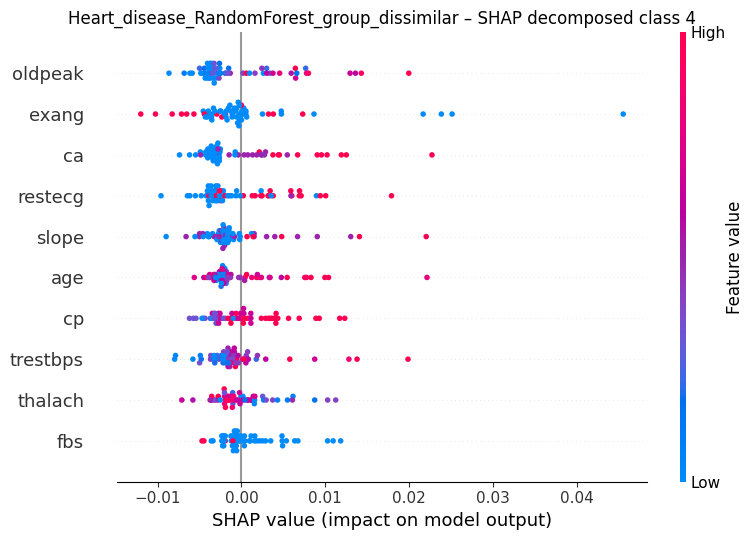 Heart_disease_RandomForest_group_dissimilar – SHAP decomposed class 4
High
oldpeak
exang
ca
restecg
slope
age
cp
trestbps
thalach
fbs
Feature value
Low
−0.01 0.00 0.01 0.02 0.03 0.04
SHAP value (impact on model output)